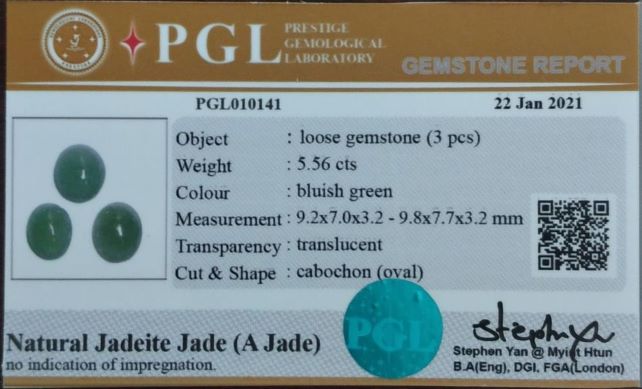 PGL PRESTIGE
GEMOLOGICAL
LABORATORY
GEMSTONE REPORT
PGL010141 22 Jan 2021
Object : loose gemstone (3 pcs)
Weight : 5.56 cts
Colour : bluish green
Measurement : 9.2x7.0x3.2 - 9.8x7.7x3.2 mm
Transparency : translucent
Cut & Shape : cabochon (oval)
PGL
Natural Jadeite Jade (A Jade)
no indication of impregnation.
Stephen Yan @ Myint Htun
B.A(Eng), DGI, FGA(London)